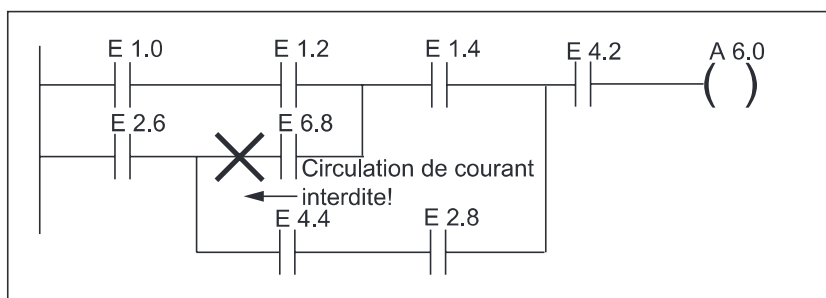 E 1.0
E 1.2
E 1.4
E 4.2
A 6.0
E 2.6
E 6.8
Circulation de courant
interdite!
E 4.4
E 2.8